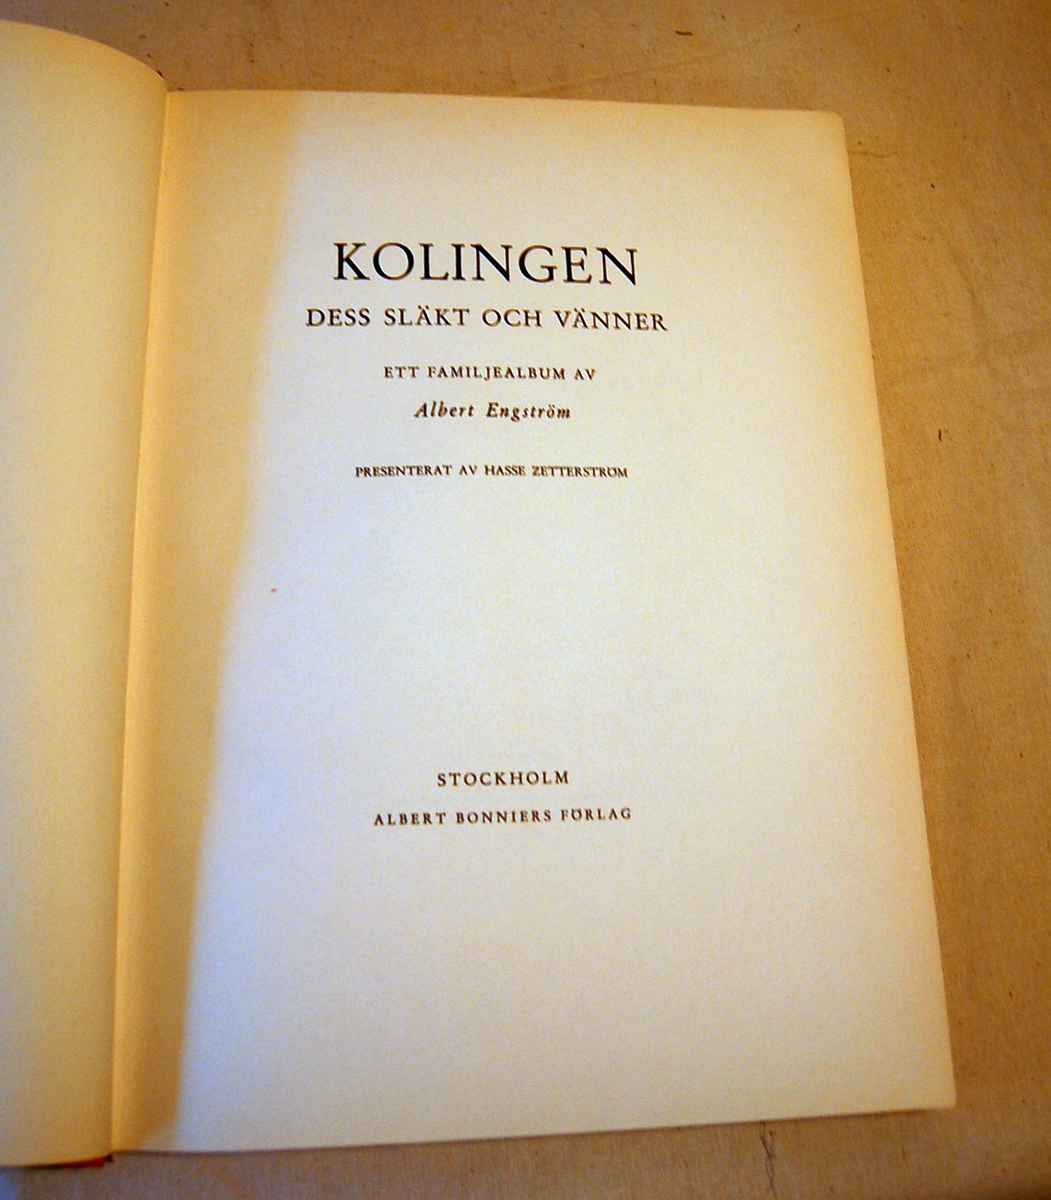 KOLINGEN
DESS SLÄKT OCH VÄNNER
ETT FAMILJEALBUM AV
Albert Engström
PRESENTERAT AV HASSE ZETTERSTRÖM
STOCKHOLM
ALBERT BONNIERS FÖRLAG